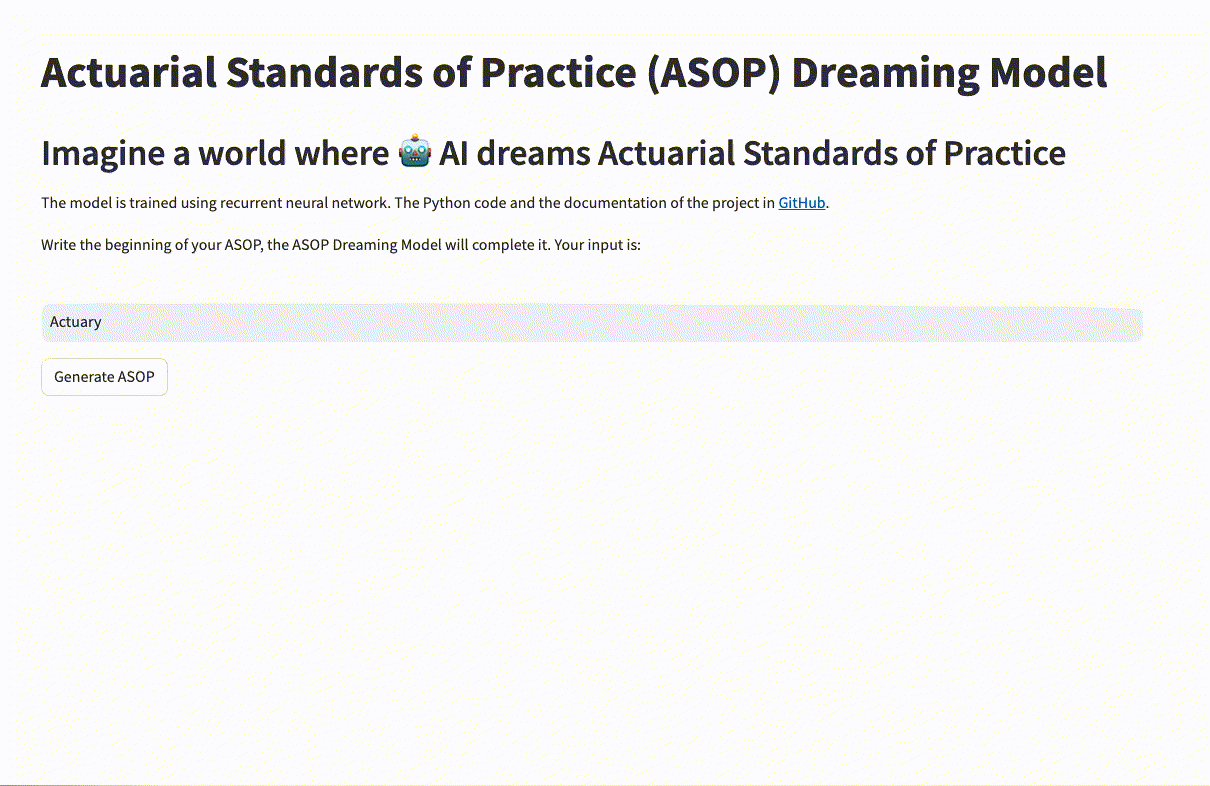 Actuarial Standards of Practice (ASOP) Dreaming Model
Imagine a world where 🤖 AI dreams Actuarial Standards of Practice
The model is trained using recurrent neural network. The Python code and the documentation of the project in GitHub.
Write the beginning of your ASOP, the ASOP Dreaming Model will complete it. Your input is:
Actuary
Generate ASOP